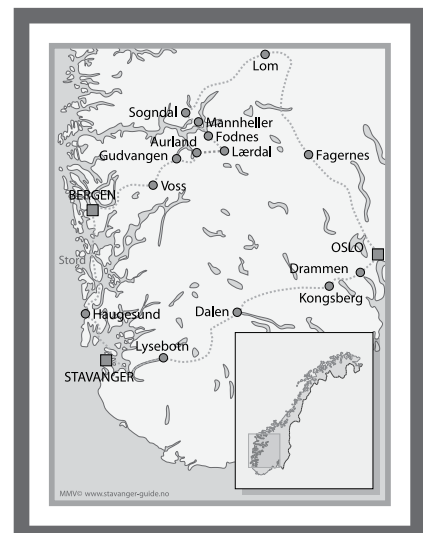 Lom
Sogndal
Mannheller
Fodnes
Aurland
Lærdal
Gudvangen
Fagernes
Voss
BERGEN
OSLO
Stord
Drammen
Kongsberg
Haugesund
Dalen
Lysebotn
STAVANGER
MMV© www.stavanger-guide.no